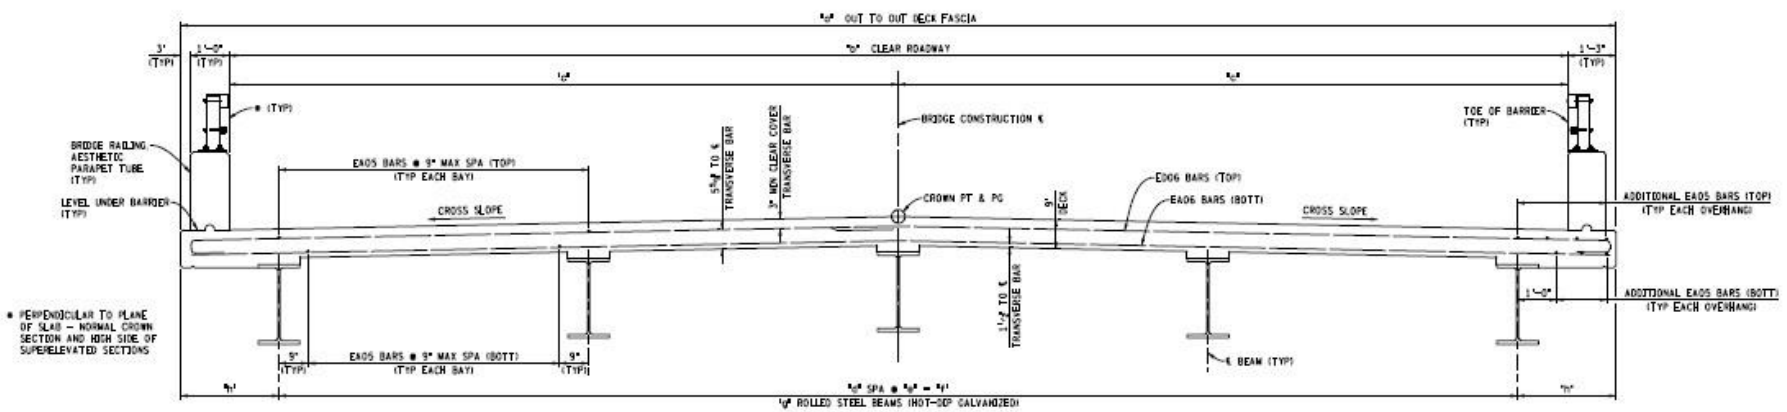 "a" OUT TO OUT DECK FASCIA
3"
(TYP)
1'-0"
(TYP)
"b" CLEAR ROADWAY
1'-3"
(TYP)
"c"
"c"
* (TYP)
BRIDGE CONSTRUCTION ℄
TOE OF BARRIER
(TYP)
BRIDGE RAILING
AESTHETIC
PARAPET TUBE
(TYP)
EA05 BARS @ 9" MAX SPA (TOP)
(TYP EACH BAY)
TO ℄
TRANSVERSE BAR
3" MIN CLEAR COVER
TRANSVERSE BAR
ED06 BARS (TOP)
EA06 BARS (BOTT)
9"
DECK
LEVEL UNDER BARRIER
(TYP)
CROSS SLOPE
CROWN PT & PG
CROSS SLOPE
ADDITIONAL EA05 BARS (TOP)
(TYP EACH OVERHANG)
1'-0"
ADDITIONAL EA05 BARS (BOTT)
(TYP EACH OVERHANG)
TO ℄
TRANSVERSE BAR
* PERPENDICULAR TO PLANE
OF SLAB - NORMAL CROWN
SECTION AND HIGH SIDE OF
SUPERELEVATED SECTIONS
9"
(TYP)
EA05 BARS @ 9" MAX SPA (BOTT)
(TYP EACH BAY)
9"
(TYP)
℄ BEAM (TYP)
"h"
"d" SPA @ "e" = "f"
"g" ROLLED STEEL BEAMS (HOT-DIP GALVANIZED)
"h"